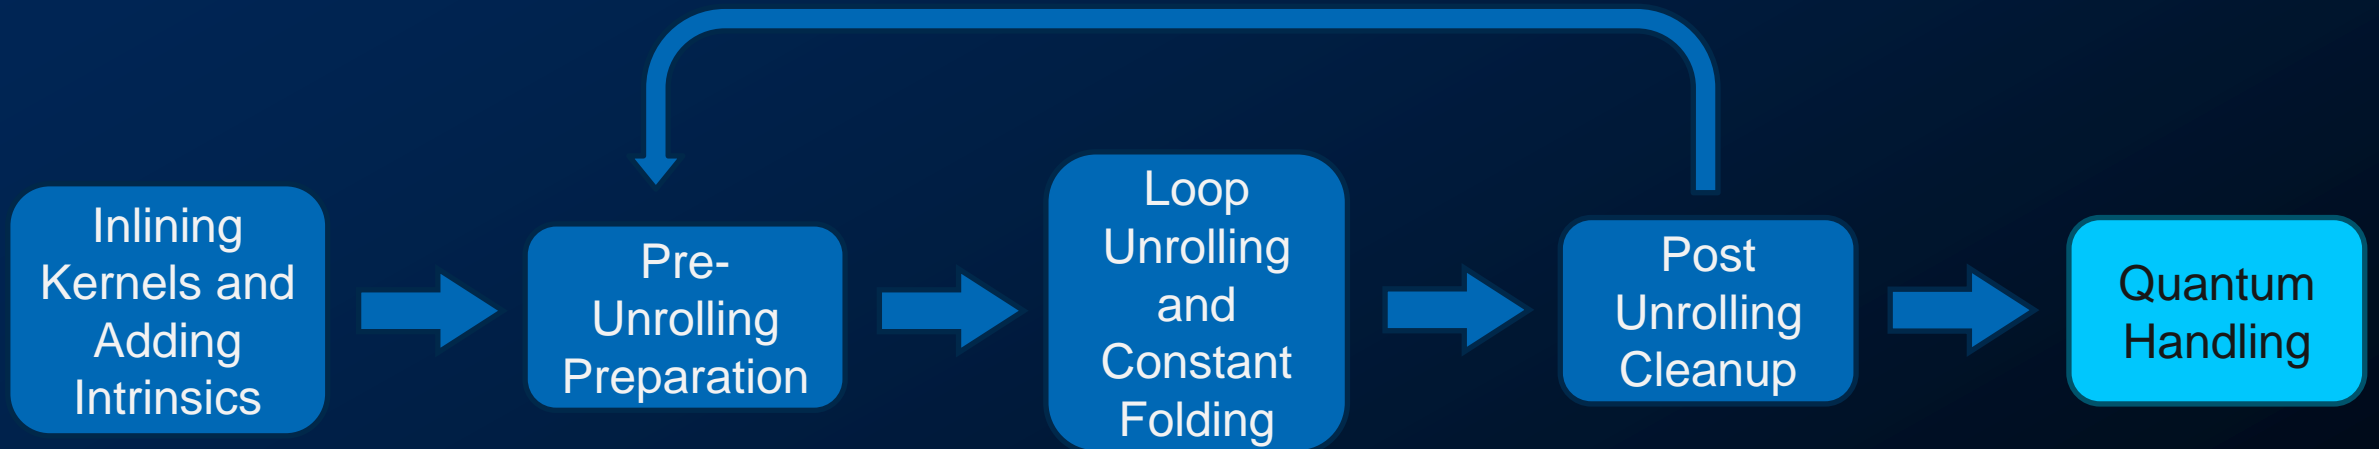 Inlining
Kernels and
Adding
Intrinsics
Pre-
Unrolling
Preparation
Loop
Unrolling
and
Constant
Folding
Post
Unrolling
Cleanup
Quantum
Handling